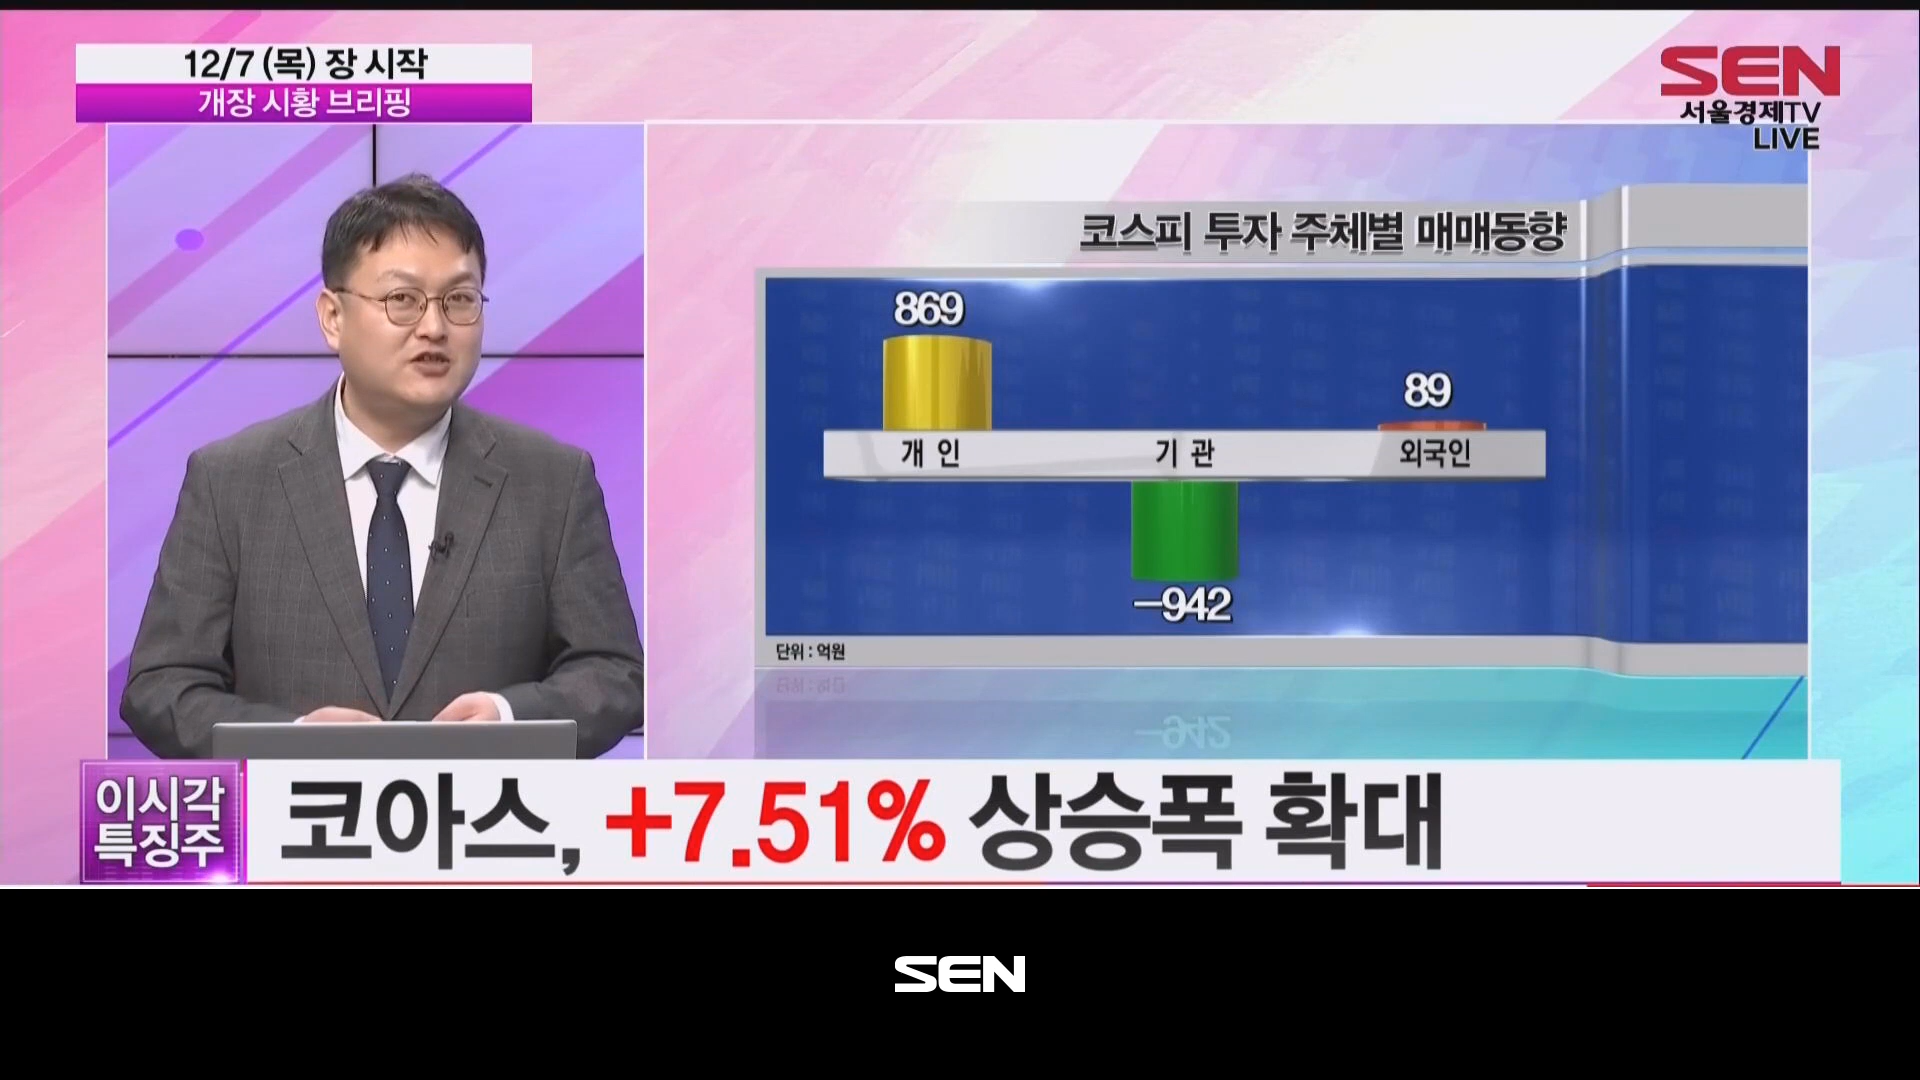 12/7 (목) 장 시작
개장 시황 브리핑
SEN
서울경제TV
LIVE
코스피 투자 주체별 매매동향
869
89
개 인
기 관
외국인
-942
단위 : 억원
이시각
특징주
코아스, +7.51% 상승폭 확대
SEN